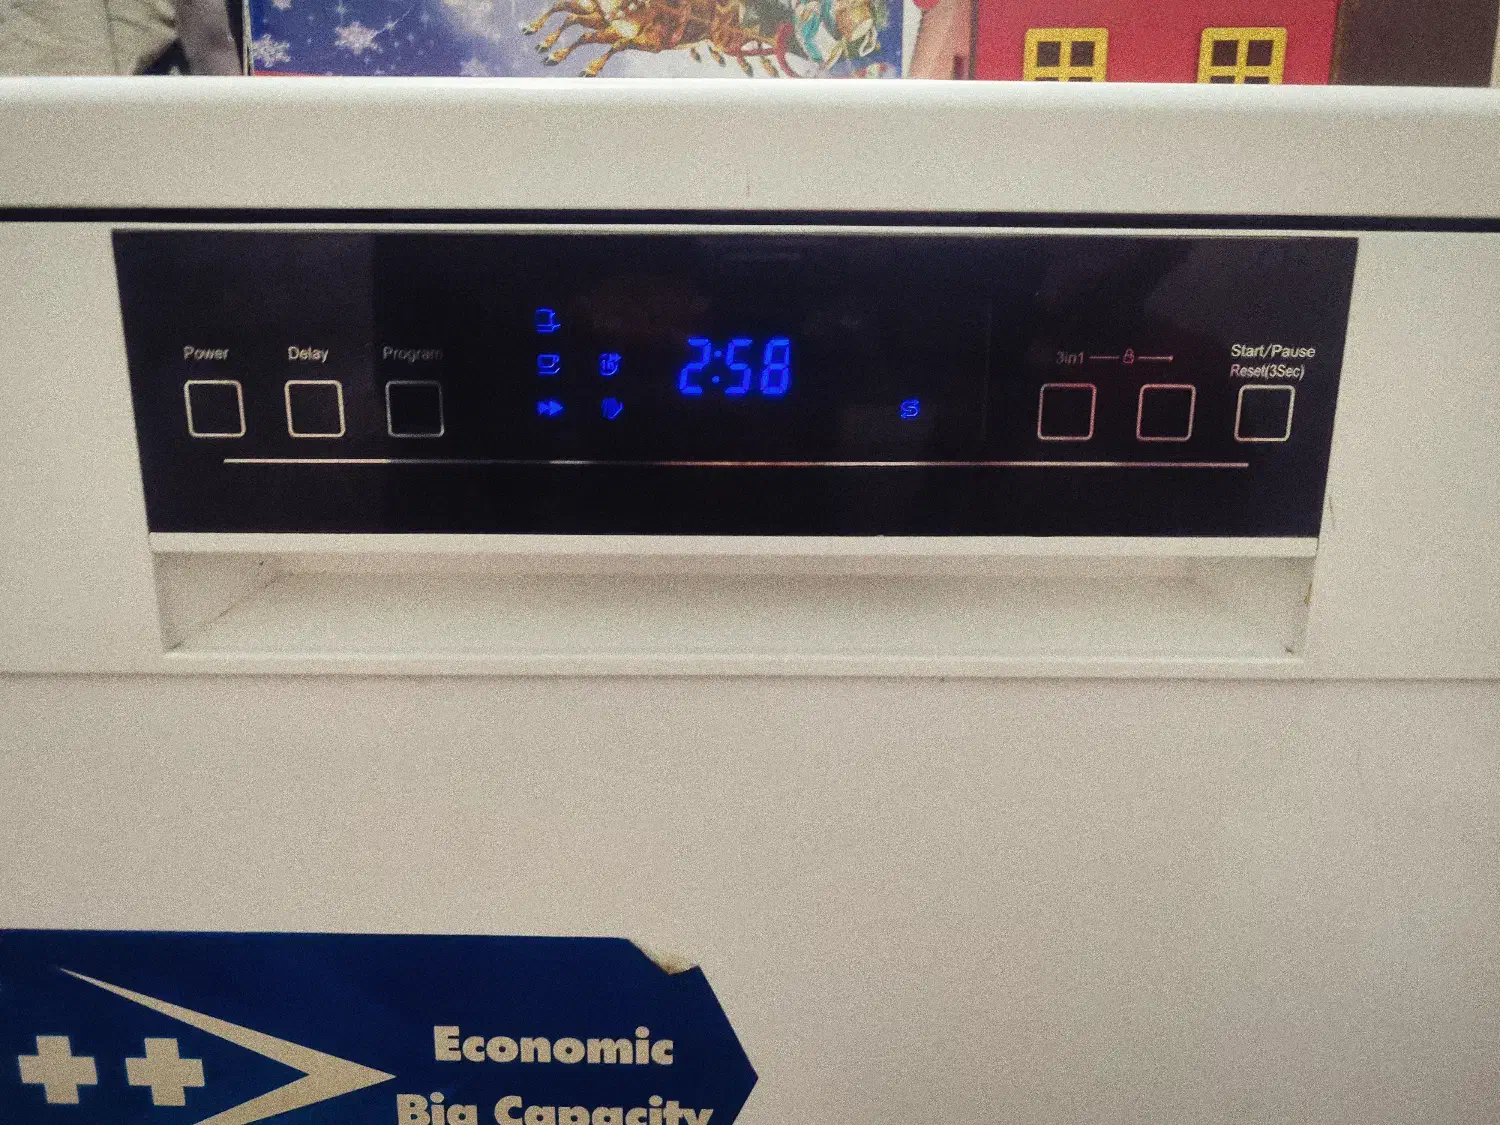 Power
Delay
Program
2:58
3in1
Start/Pause
Reset(3Sec)
Economic
Big Capacity